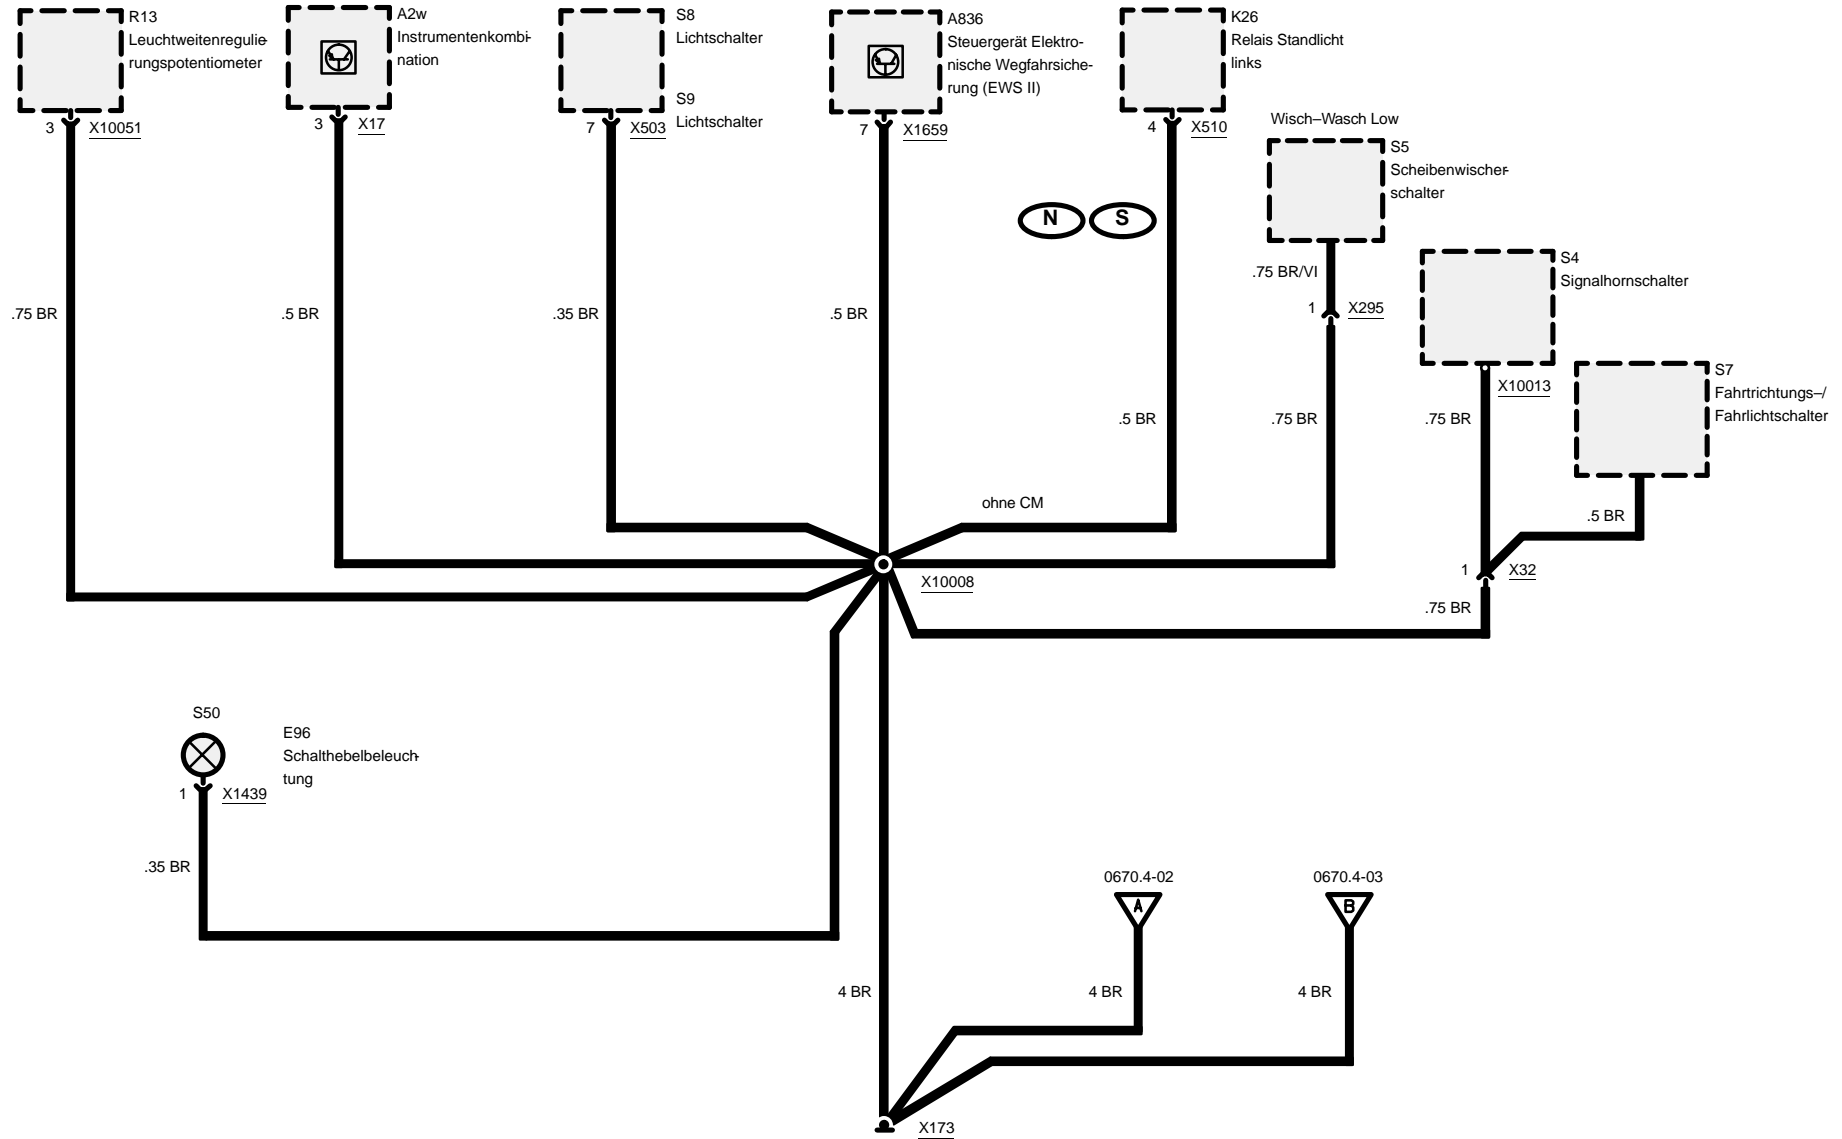 R13
Leuchtweitenregulie-
rungspotentiometer
3
X10051
A2w
Instrumentenkombi-
nation
3
X17
S8
Lichtschalter
S9
Lichtschalter
7
X503
A836
Steuergerät Elektro-
nische Wegfahrsiche-
rung (EWS II)
7
X1659
K26
Relais Standlicht
links
4
X510
Wisch–Wasch Low
S5
Scheibenwischer-
schalter
N
S
.75 BR/VI
1
X295
S4
Signalhornschalter
X10013
S7
Fahrtrichtungs–/
Fahrlichtschalter
.75 BR
.5 BR
.35 BR
.5 BR
.5 BR
.75 BR
.75 BR
ohne CM
.5 BR
X10008
1
X32
.75 BR
S50
E96
Schalthebelbeleuch-
tung
1
X1439
.35 BR
0670.4-02
A
0670.4-03
B
4 BR
4 BR
4 BR
X173